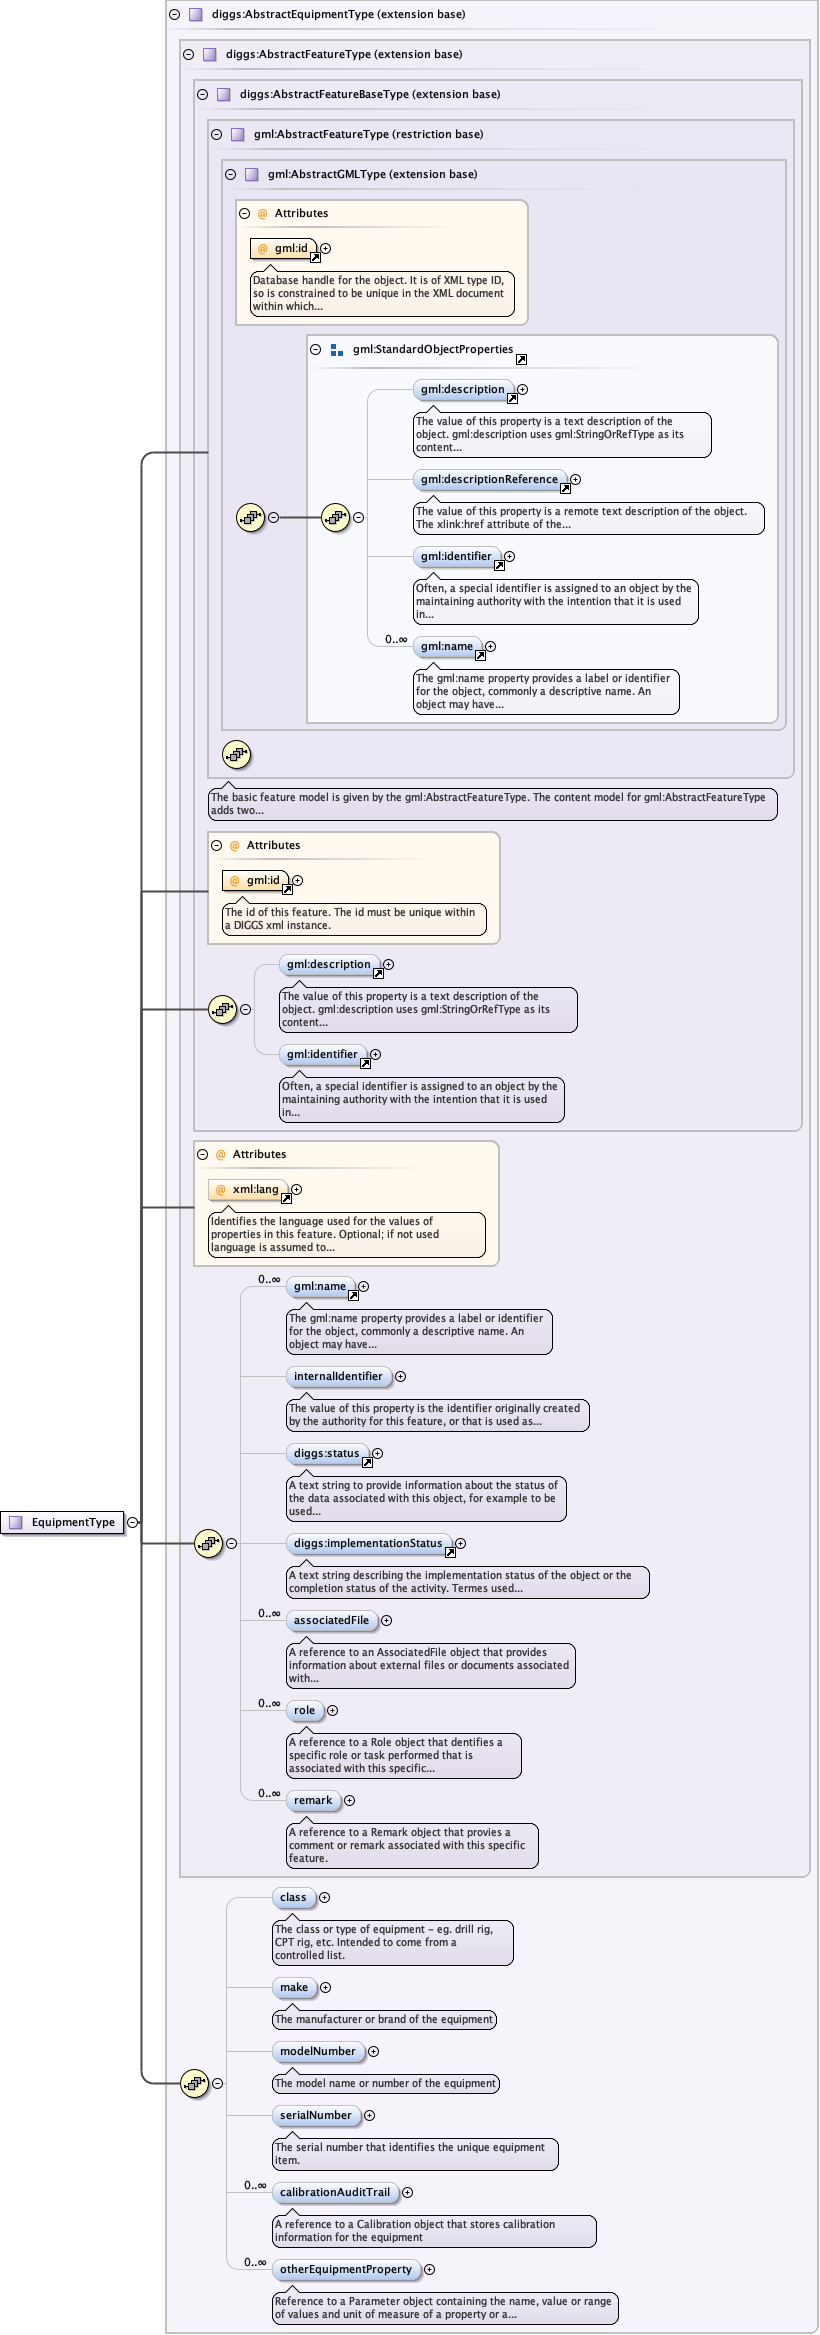 diggs:AbstractEquipmentType (extension base)
diggs:AbstractFeatureType (extension base)
diggs:AbstractFeatureBaseType (extension base)
gml:AbstractFeatureType (restriction base)
gml:AbstractGMLType (extension base)
@ Attributes
@ gml:id
Database handle for the object. It is of XML type ID,
so is constrained to be unique in the XML document
within which...
gml:StandardObjectProperties
gml:description
The value of this property is a text description of the
object. gml:description uses gml:StringOrRefType as its
content...
gml:descriptionReference
The value of this property is a remote text description of the object.
The xlink:href attribute of the...
gml:identifier
Often, a special identifier is assigned to an object by the
maintaining authority with the intention that it is used
in...
0..∞
gml:name
The gml:name property provides a label or identifier
for the object, commonly a descriptive name. An
object may have...
The basic feature model is given by the gml:AbstractFeatureType. The content model for gml:AbstractFeatureType
adds two...
@ Attributes
@ gml:id
The id of this feature. The id must be unique within
a DIGGS xml instance.
gml:description
The value of this property is a text description of the
object. gml:description uses gml:StringOrRefType as its
content...
gml:identifier
Often, a special identifier is assigned to an object by the
maintaining authority with the intention that it is used
in...
@ Attributes
@ xml:lang
Identifies the language used for the values of
properties in this feature. Optional; if not used
language is assumed to...
0..∞
gml:name
The gml:name property provides a label or identifier
for the object, commonly a descriptive name. An
object may have...
internalIdentifier
The value of this property is the identifier originally created
by the authority for this feature, or that is used as...
diggs:status
A text string to provide information about the status of
the data associated with this object, for example to be
used...
EquipmentType
diggs:implementationStatus
A text string describing the implementation status of the object or the
completion status of the activity. Termes used...
0..∞
associatedFile
A reference to an AssociatedFile object that provides
information about external files or documents associated
with...
0..∞
role
A reference to a Role object that dentifies a
specific role or task performed that is
associated with this specific...
0..∞
remark
A reference to a Remark object that provies a
comment or remark associated with this specific
feature.
class
The class or type of equipment - eg. drill rig,
CPT rig, etc. Intended to come from a
controlled list.
make
The manufacturer or brand of the equipment
modelNumber
The model name or number of the equipment
serialNumber
The serial number that identifies the unique equipment
item.
0..∞
calibrationAuditTrail
A reference to a Calibration object that stores calibration
information for the equipment
0..∞
otherEquipmentProperty
Reference to a Parameter object containing the name, value or range
of values and unit of measure of a property or a...